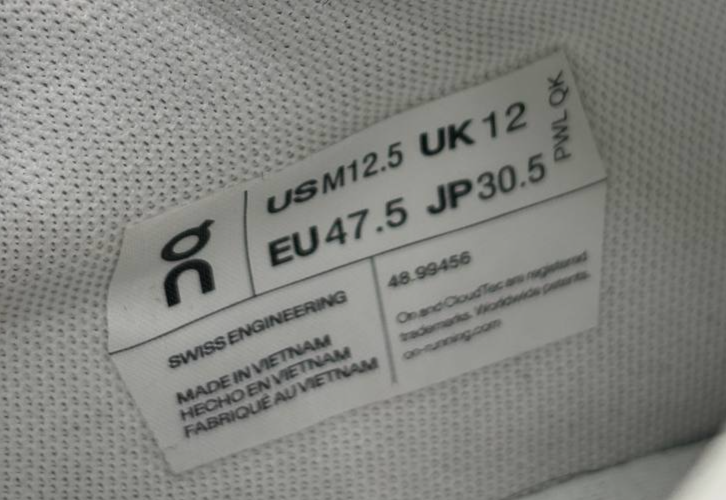 on
US M12.5 UK 12
EU 47.5 JP 30.5
PWL QK
SWISS ENGINEERING
MADE IN VIETNAM
HECHO EN VIETNAM
FABRIQUÉ AU VIETNAM
48.99456
On and CloudTec are registered
trademarks. Worldwide patents.
on-running.com